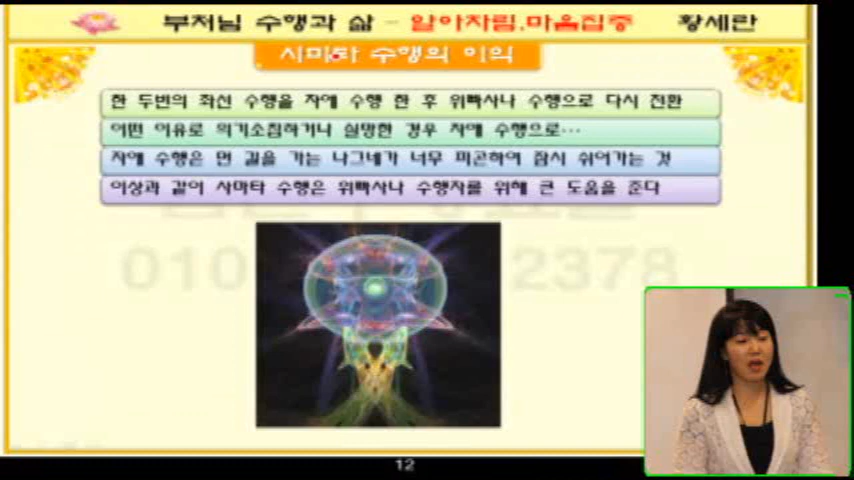 부처님 수행과 삶 - 알아차림.마음집중 황세란
사마타 수행의 이익
한 두번의 좌선 수행을 자애 수행 한 후 위빠사나 수행으로 다시 전환
어떤 이유로 의기소침하거나 실망한 경우 자애 수행으로…
자애 수행은 먼 길을 가는 나그네가 너무 피곤하여 잠시 쉬어가는 것
이상과 같이 사마타 수행은 위빠사나 수행자를 위해 큰 도움을 준다
010 2378
12